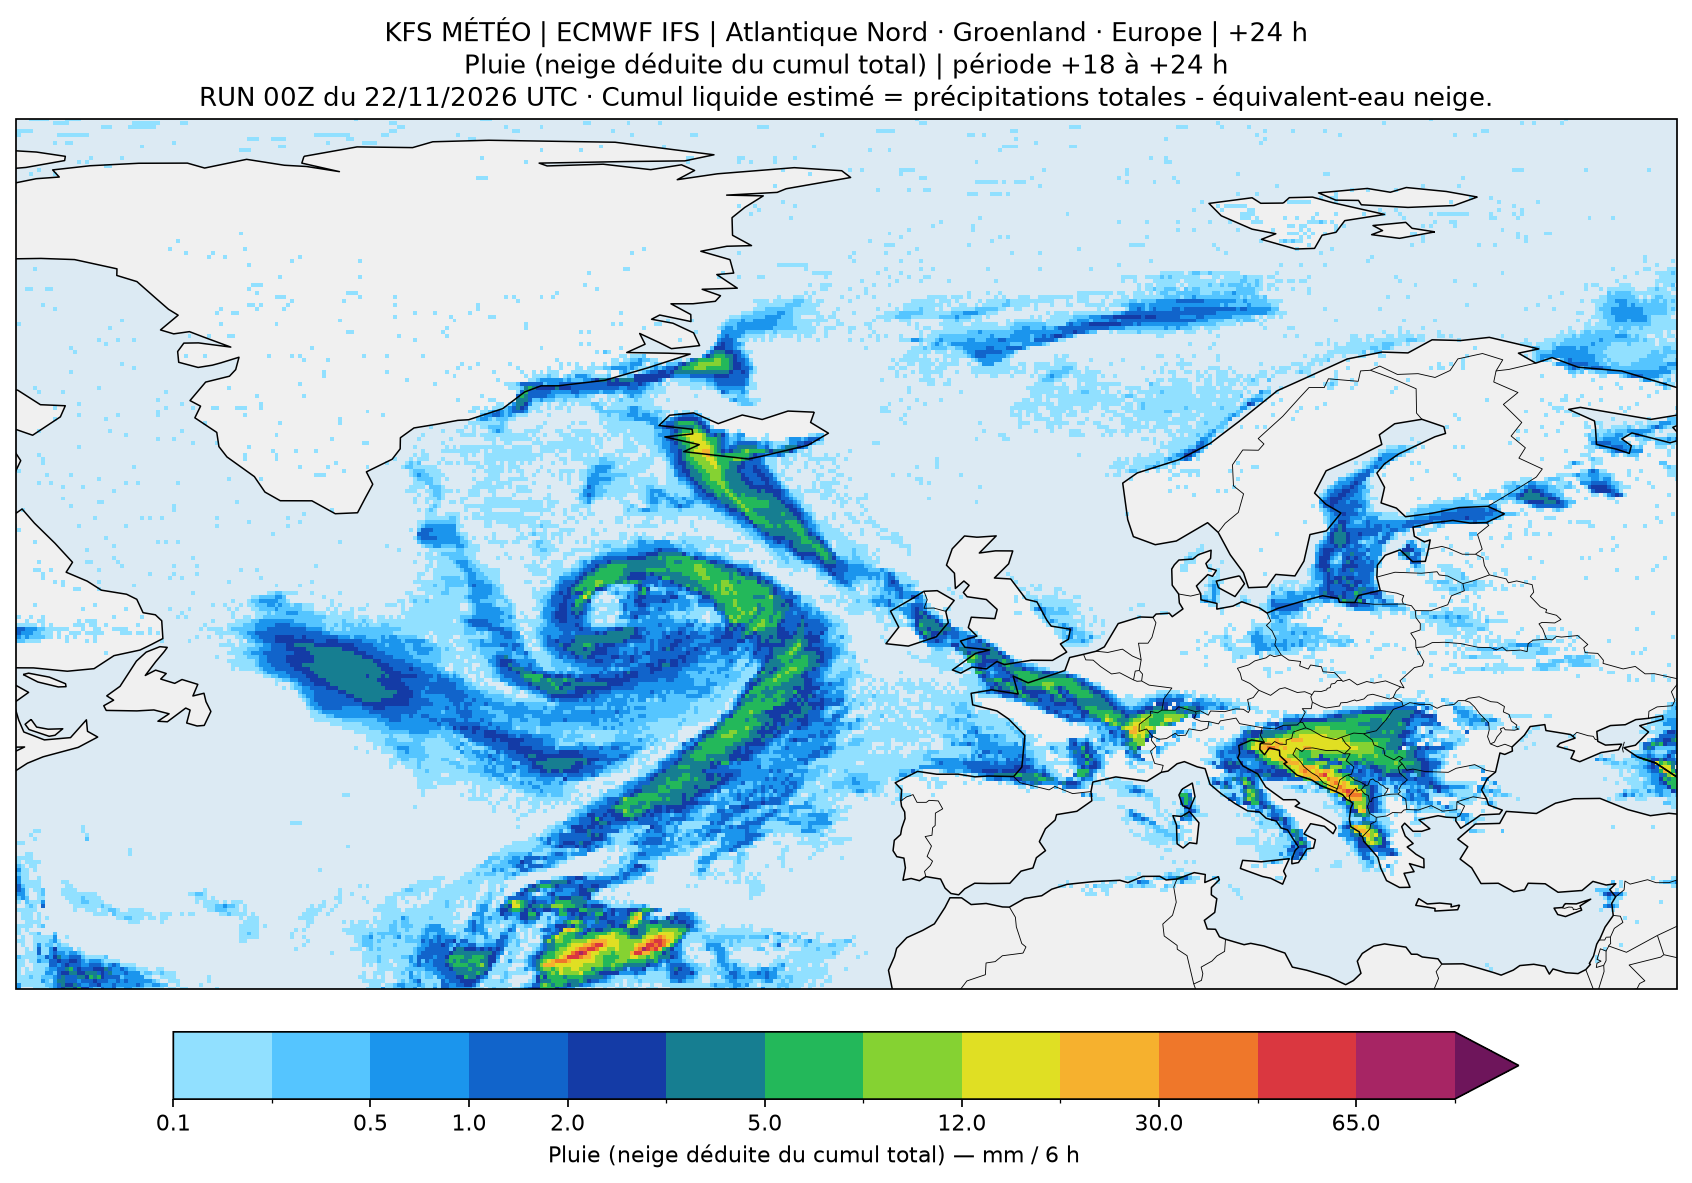 KFS MÉTÉO | ECMWF IFS | Atlantique Nord · Groenland · Europe | +24 h
Pluie (neige déduite du cumul total) | période +18 à +24 h
RUN 00Z du 22/11/2026 UTC · Cumul liquide estimé = précipitations totales - équivalent-eau neige.
0.1 0.5 1.0 2.0 5.0 12.0 30.0 65.0
Pluie (neige déduite du cumul total) — mm / 6 h